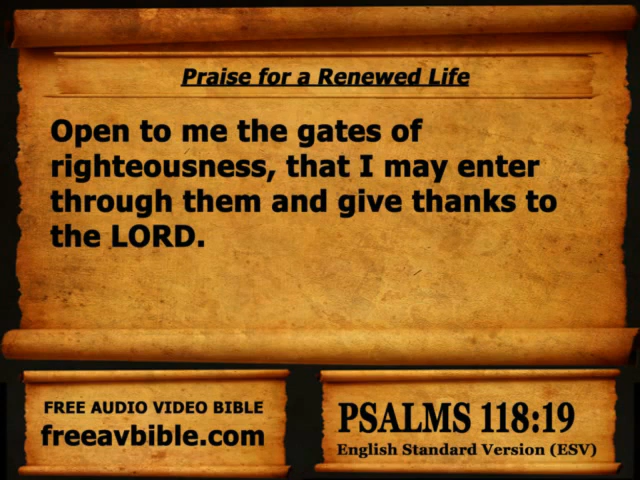 Praise for a Renewed Life
Open to me the gates of
righteousness, that I may enter
through them and give thanks to
the LORD.
FREE AUDIO VIDEO BIBLE
freeavbible.com
PSALMS 118:19
English Standard Version (ESV)